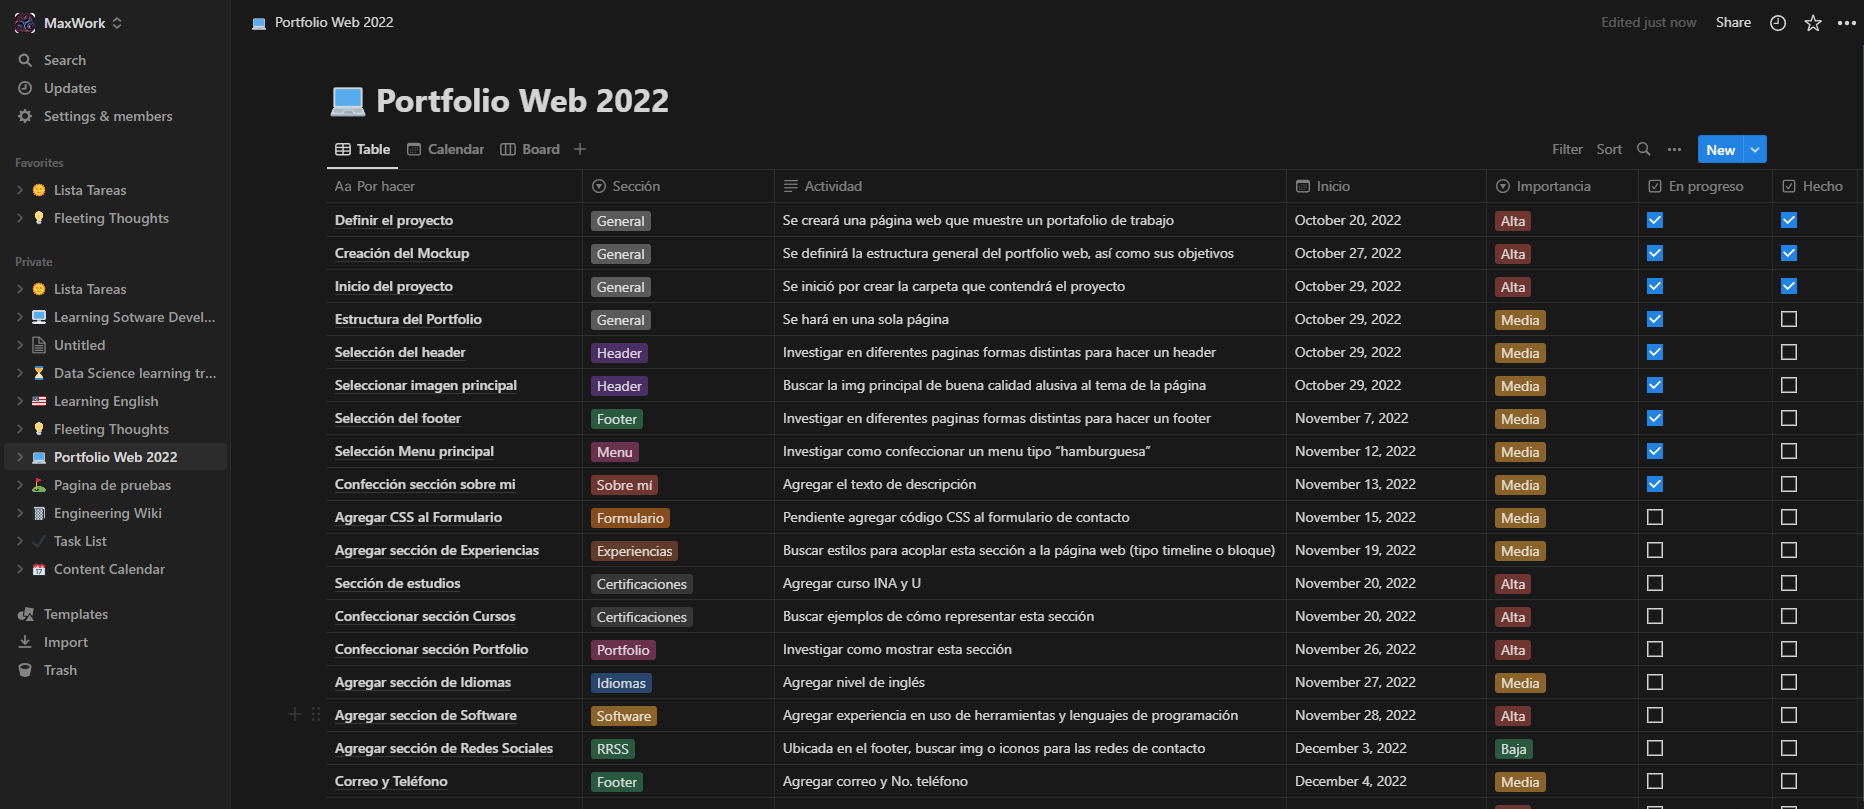 MaxWork
Search
Updates
Settings & members
Favorites
Lista Tareas
Fleeting Thoughts
Private
Lista Tareas
Learning Sotware Devel...
Untitled
Data Science learning tr...
Learning English
Fleeting Thoughts
Portfolio Web 2022
Pagina de pruebas
Engineering Wiki
Task List
Content Calendar
Templates
Import
Trash
Portfolio Web 2022 Edited just now Share
Portfolio Web 2022
Table Calendar Board Filter Sort New
Aa Por hacer Sección Actividad Inicio Importancia En progreso Hecho
Definir el proyecto General Se creará una página web que muestre un portafolio de trabajo October 20, 2022 Alta
Creación del Mockup General Se definirá la estructura general del portfolio web, así como sus objetivos October 27, 2022 Alta
Inicio del proyecto General Se inició por crear la carpeta que contendrá el proyecto October 29, 2022 Alta
Estructura del Portfolio General Se hará en una sola página October 29, 2022 Media
Selección del header Header Investigar en diferentes paginas formas distintas para hacer un header October 29, 2022 Media
Seleccionar imagen principal Header Buscar la img principal de buena calidad alusiva al tema de la página October 29, 2022 Media
Selección del footer Footer Investigar en diferentes paginas formas distintas para hacer un footer November 7, 2022 Media
Selección Menu principal Menu Investigar como confeccionar un menu tipo “hamburguesa” November 12, 2022 Media
Confección sección sobre mi Sobre mí Agregar el texto de descripción November 13, 2022 Media
Agregar CSS al Formulario Formulario Pendiente agregar código CSS al formulario de contacto November 15, 2022 Media
Agregar sección de Experiencias Experiencias Buscar estilos para acoplar esta sección a la página web (tipo timeline o bloque) November 19, 2022 Media
Sección de estudios Certificaciones Agregar curso INA y U November 20, 2022 Alta
Confeccionar sección Cursos Certificaciones Buscar ejemplos de cómo representar esta sección November 20, 2022 Alta
Confeccionar sección Portfolio Portfolio Investigar como mostrar esta sección November 26, 2022 Alta
Agregar sección de Idiomas Idiomas Agregar nivel de inglés November 27, 2022 Media
Agregar seccion de Software Software Agregar experiencia en uso de herramientas y lenguajes de programación November 28, 2022 Alta
Agregar sección de Redes Sociales RRSS Ubicada en el footer, buscar img o iconos para las redes de contacto December 3, 2022 Baja
Correo y Teléfono Footer Agregar correo y No. teléfono December 4, 2022 Media